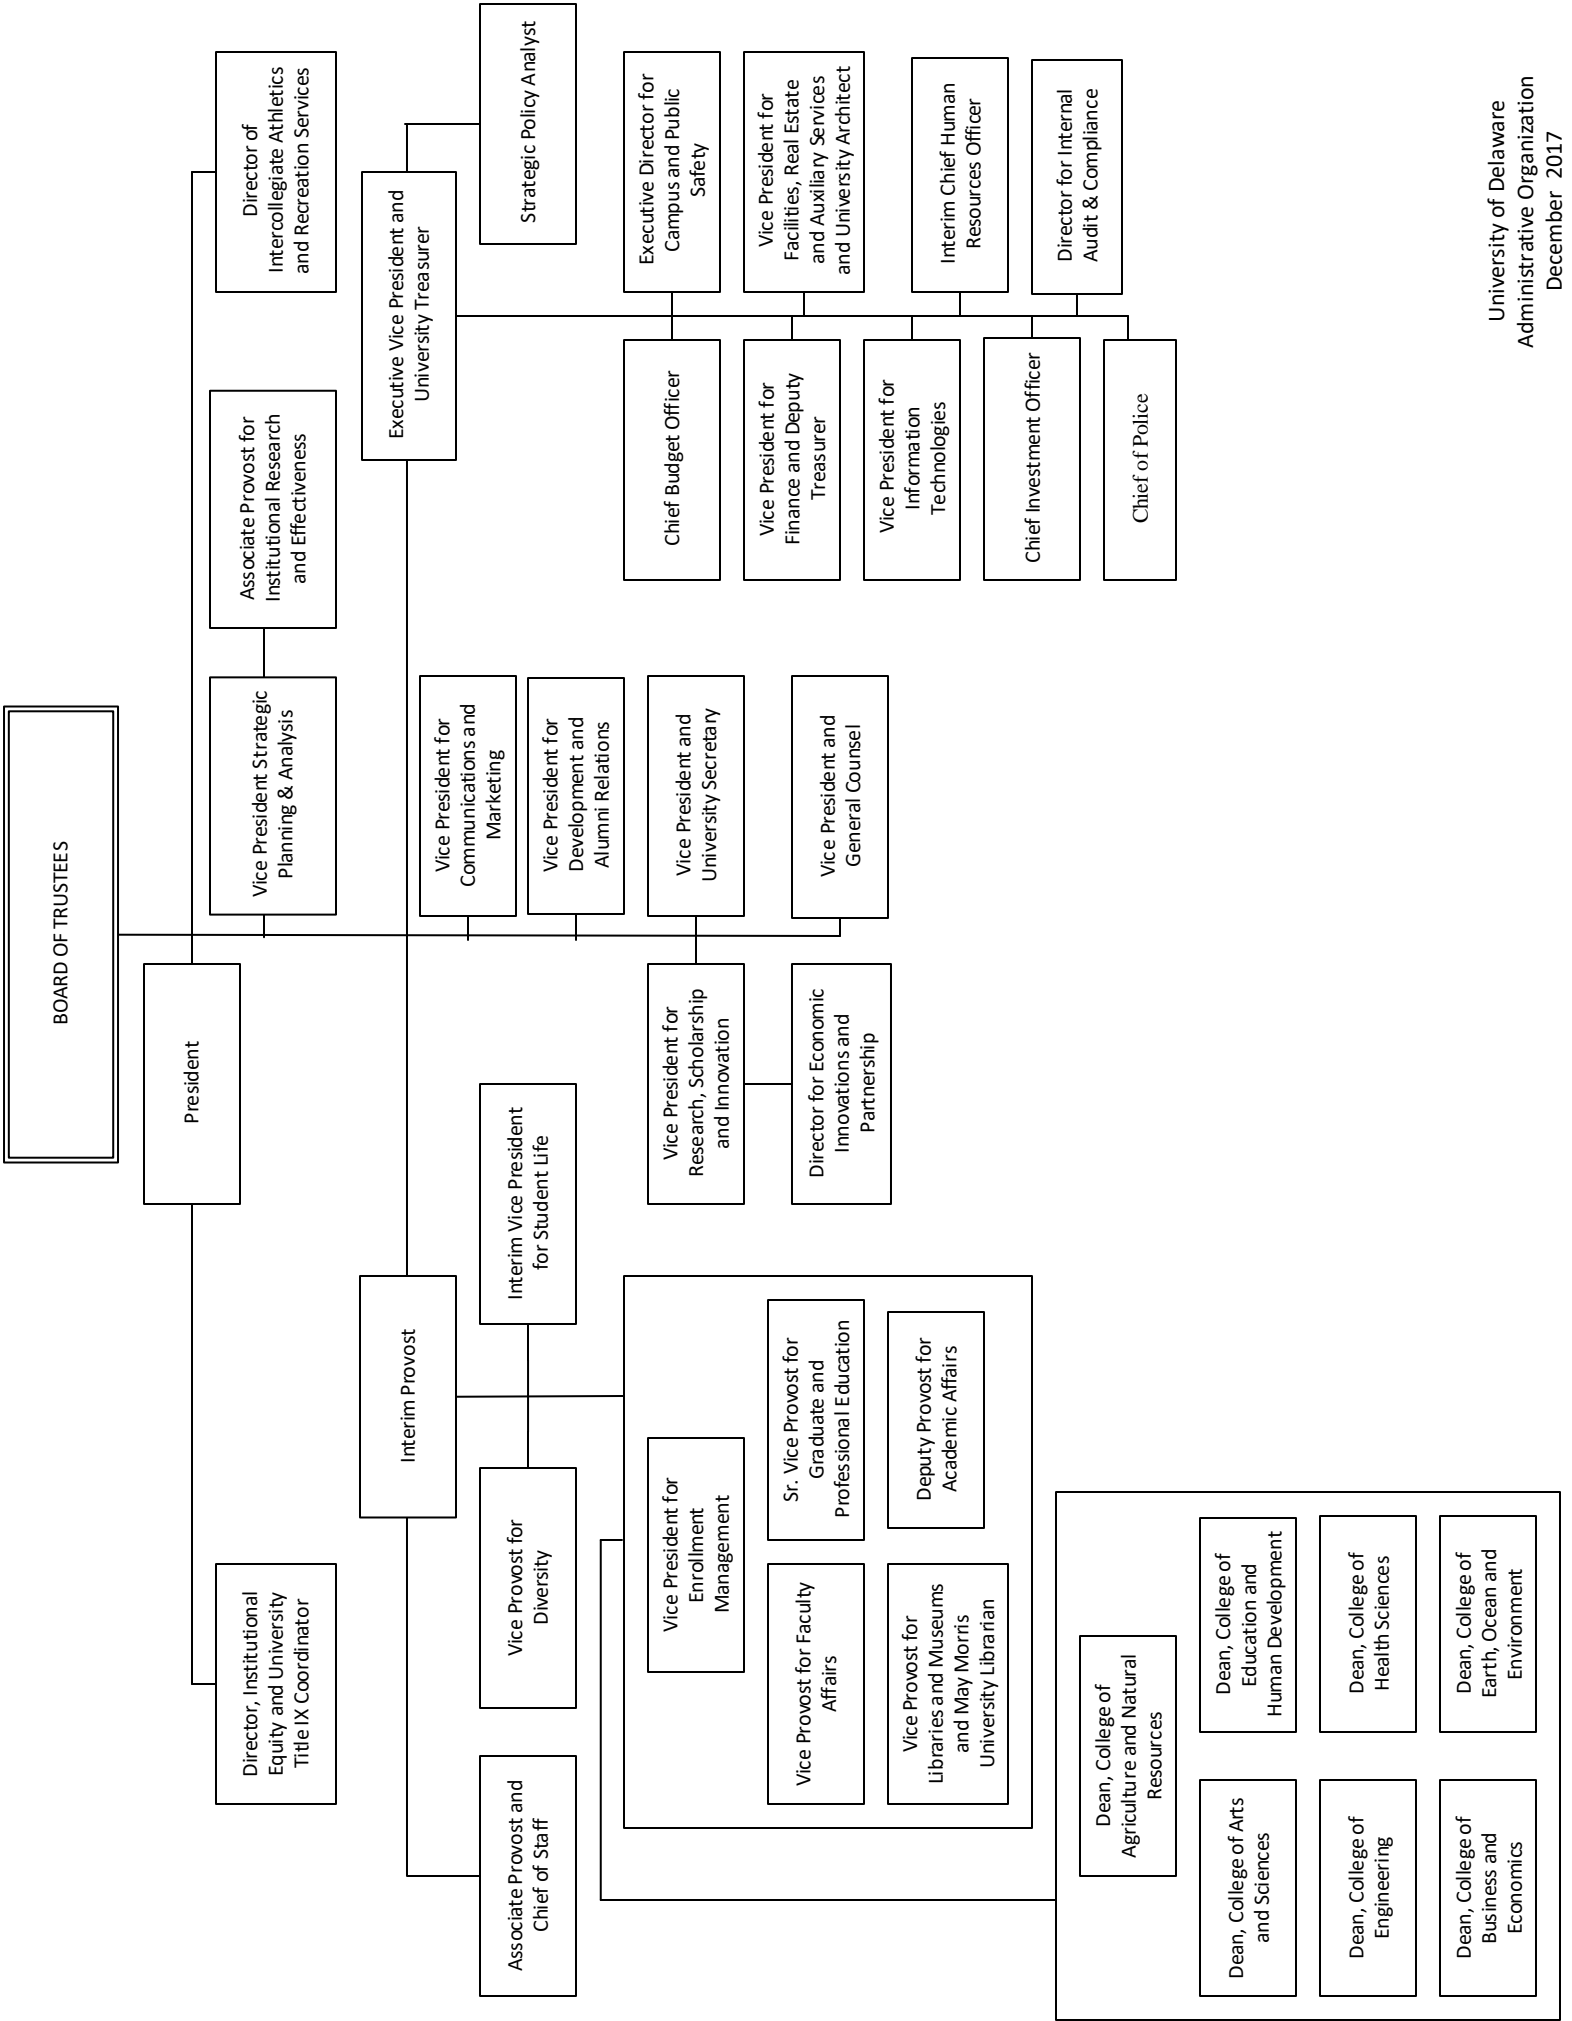 BOARD OF TRUSTEES
President
Director, Institutional
Equity and University
Title IX Coordinator
Vice President Strategic
Planning & Analysis
Associate Provost for
Institutional Research
and Effectiveness
Director of
Intercollegiate Athletics
and Recreation Services
Interim Provost
Executive Vice President and
University Treasurer
Associate Provost and
Chief of Staff
Vice Provost for
Diversity
Interim Vice President
for Student Life
Vice President for
Communications and
Marketing
Strategic Policy Analyst
Vice President for
Development and
Alumni Relations
Vice President for
Enrollment
Management
Vice President for
Research, Scholarship
and Innovation
Vice President and
University Secretary
Chief Budget Officer
Executive Director for
Campus and Public
Safety
Vice Provost for Faculty
Affairs
Sr. Vice Provost for
Graduate and
Professional Education
Director for Economic
Innovations and
Partnership
Vice President and
General Counsel
Vice President for
Finance and Deputy
Treasurer
Vice President for
Facilities, Real Estate
and Auxiliary Services
and University Architect
Vice Provost for
Libraries and Museums
and May Morris
University Librarian
Deputy Provost for
Academic Affairs
Vice President for
Information
Technologies
Interim Chief Human
Resources Officer
Chief Investment Officer
Director for Internal
Audit & Compliance
Chief of Police
Dean, College of
Agriculture and Natural
Resources
Dean, College of Arts
and Sciences
Dean, College of
Education and
Human Development
Dean, College of
Engineering
Dean, College of
Health Sciences
Dean, College of
Business and
Economics
Dean, College of
Earth, Ocean and
Environment
University of Delaware
Administrative Organization
December 2017